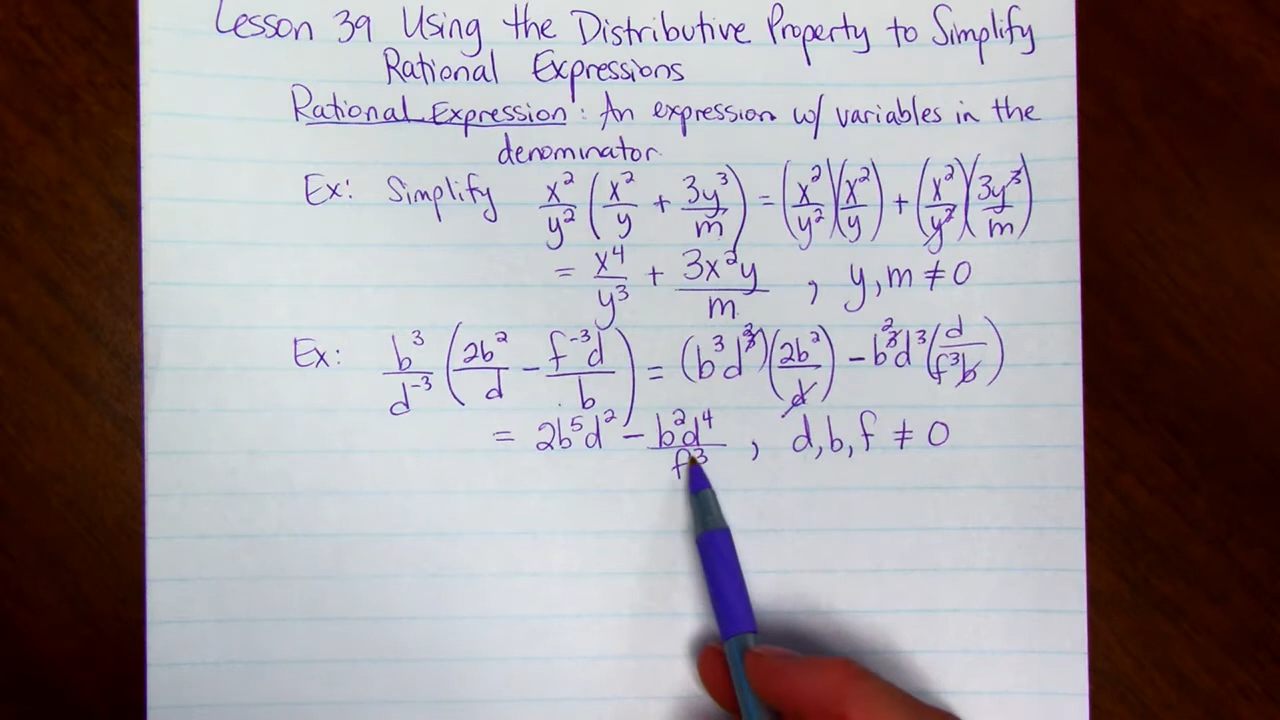 Lesson 39 Using the Distributive Property to Simplify
Rational Expressions
Rational Expression: An expression w/ variables in the
denominator.
Ex: Simplify x²/y² (x²/y + 3y³/m) = (x²/y²)(x²/y) + (x²/y²)(3y³/m)
= x⁴/y³ + 3x²y/m , y, m ≠ 0
Ex: b³/d⁻³ (2b²/d - f⁻³d/b) = (b³d³²)(2b²/d) - b³²d³(d/f³b)
= 2b⁵d² - b²d⁴/f³ , d, b, f ≠ 0